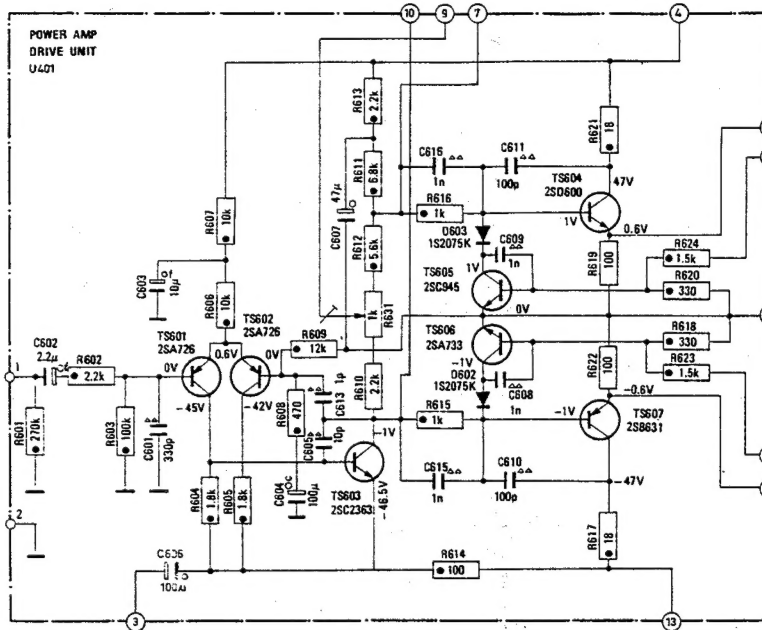 10
9
7
4
POWER AMP
DRIVE UNIT
U401
R613
2.2k
R621
18
C616
1n
C611
100p
47µ
R611
6.8k
TS604
2SD600
47V
R616
1k
1V
0.6V
R607
10k
C607
R612
5.6k
D603
1S2075K
C609
1n
R619
100
R624
1.5k
C603
10µ
TS605
2SC945
1V
R620
330
R606
10k
R631
1k
0V
TS601
2SA726
TS602
2SA726
R609
12k
TS606
2SA733
R618
330
C602
2.2µ
R602
2.2k
0V
0.6V
0V
-1V
R622
100
R623
1.5k
1
R610
2.2k
D602
1S2075K
C608
1n
-0.6V
-45V
-42V
R608
470
C613
1p
R601
270k
R603
100k
C601
330p
-1V
R615
1k
-1V
TS607
2SB631
C605
10p
R604
1.8k
R605
1.8k
C604
100µ
TS603
2SC2363
-46.5V
C615
1n
C610
100p
-47V
2
R617
18
C606
100µ
R614
100
3
13